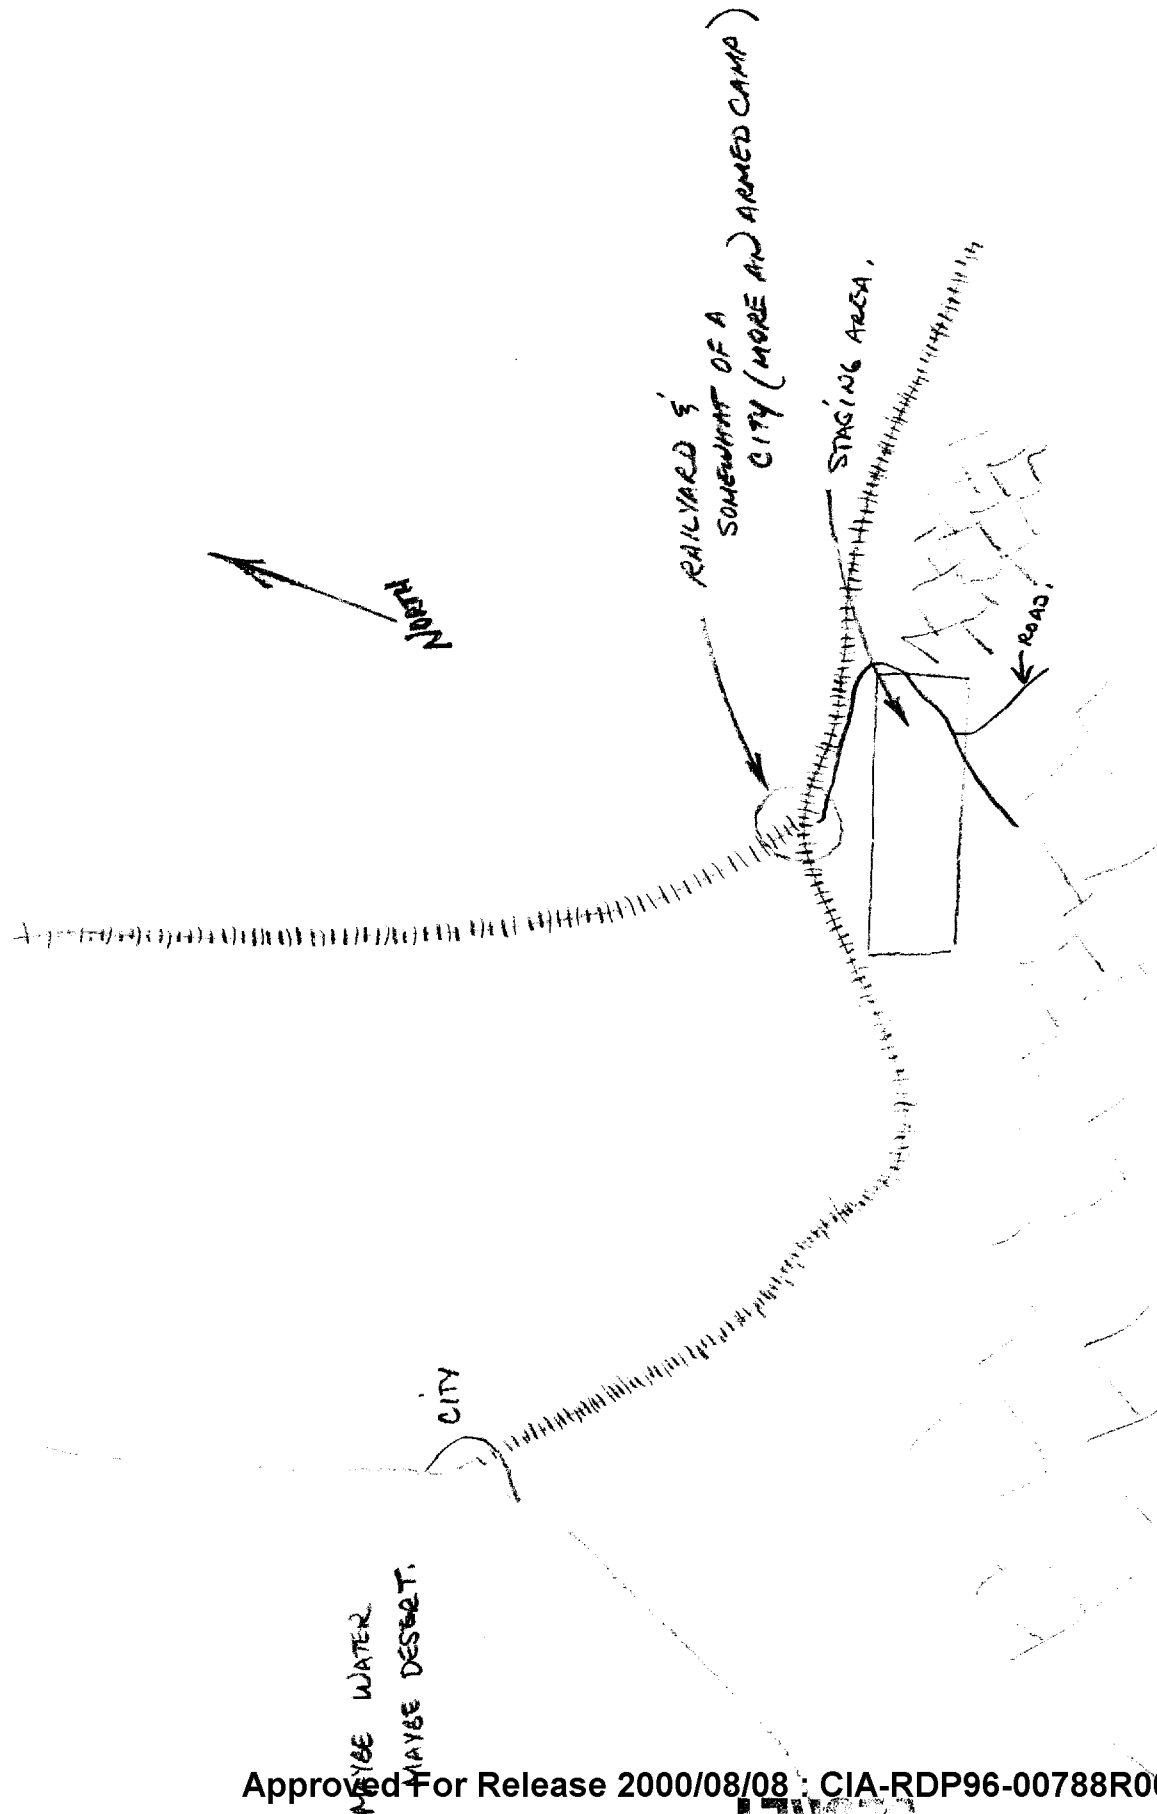 RAILYARD &
SOMEWHAT OF A
CITY (MORE AN ARMED CAMP)
STAGING AREA.
NORTH
ROAD.
CITY
MAYBE WATER
MAYBE DESERT.
Approved For Release 2000/08/08 : CIA-RDP96-00788R00